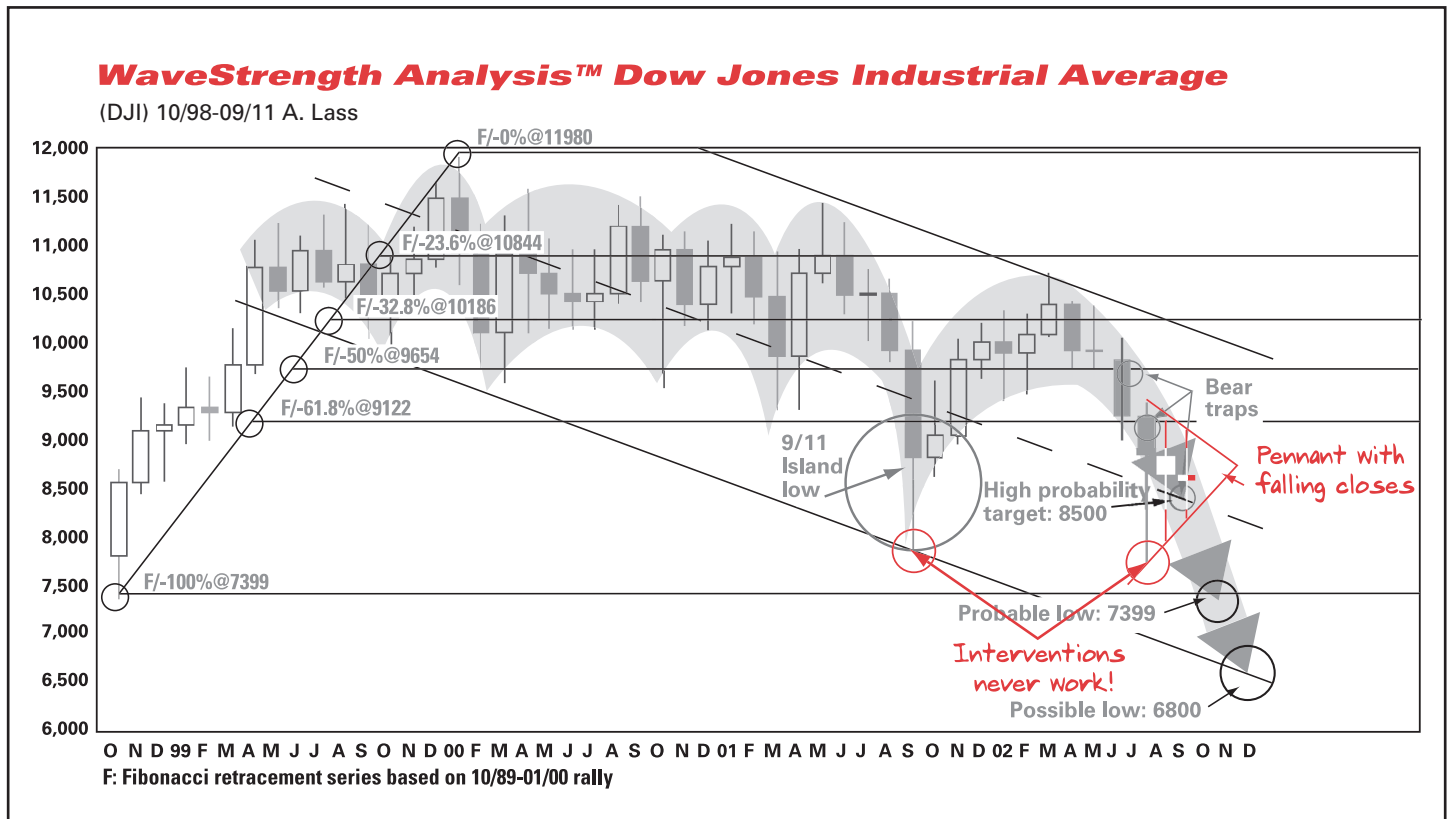 WaveStrength Analysis™ Dow Jones Industrial Average
(DJI) 10/98-09/11 A. Lass
12,000
11,500
11,000
10,500
10,000
9,500
9,000
8,500
8,000
7,500
7,000
6,500
6,000
F/-0%@11980
F/-23.6%@10844
F/-32.8%@10186
F/-50%@9654
F/-61.8%@9122
F/-100%@7399
9/11
Island
low
High probability
target: 8500
Bear
traps
Pennant with
falling closes
Probable low: 7399
Interventions
never work!
Possible low: 6800
O N D 99 F M A M J J A S O N D 00 F M A M J J A S O N D 01 F M A M J J A S O N D 02 F M A M J J A S O N D
F: Fibonacci retracement series based on 10/89-01/00 rally